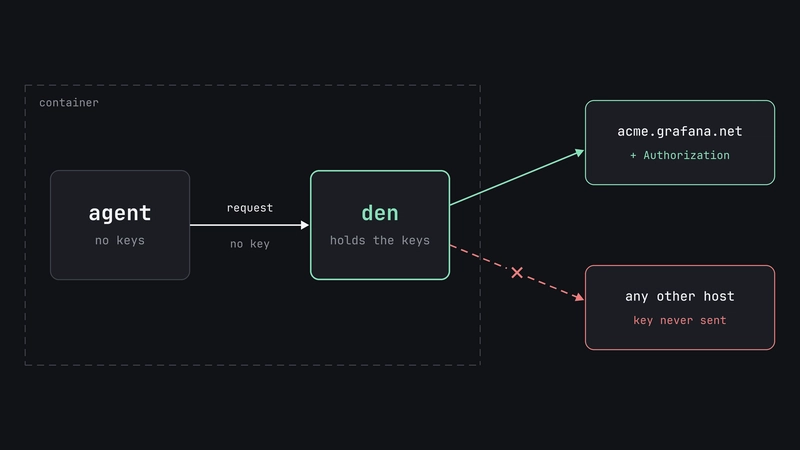 container
agent
no keys
request
no key
den
holds the keys
acme.grafana.net
+ Authorization
any other host
key never sent